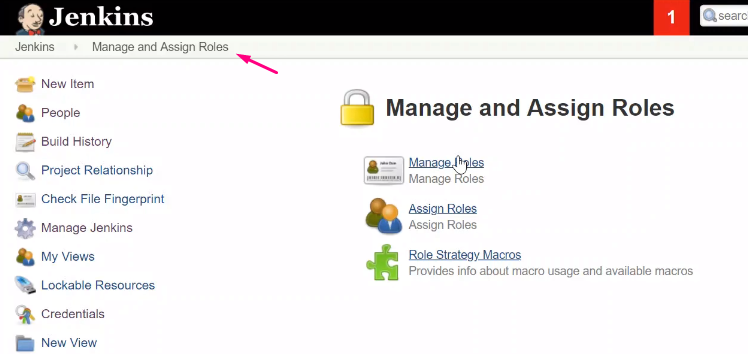 Jenkins
1
search
Jenkins
Manage and Assign Roles
New Item
People
Build History
Project Relationship
Check File Fingerprint
Manage Jenkins
My Views
Lockable Resources
Credentials
New View
Manage and Assign Roles
Manage Roles
Manage Roles
Assign Roles
Assign Roles
Role Strategy Macros
Provides info about macro usage and available macros